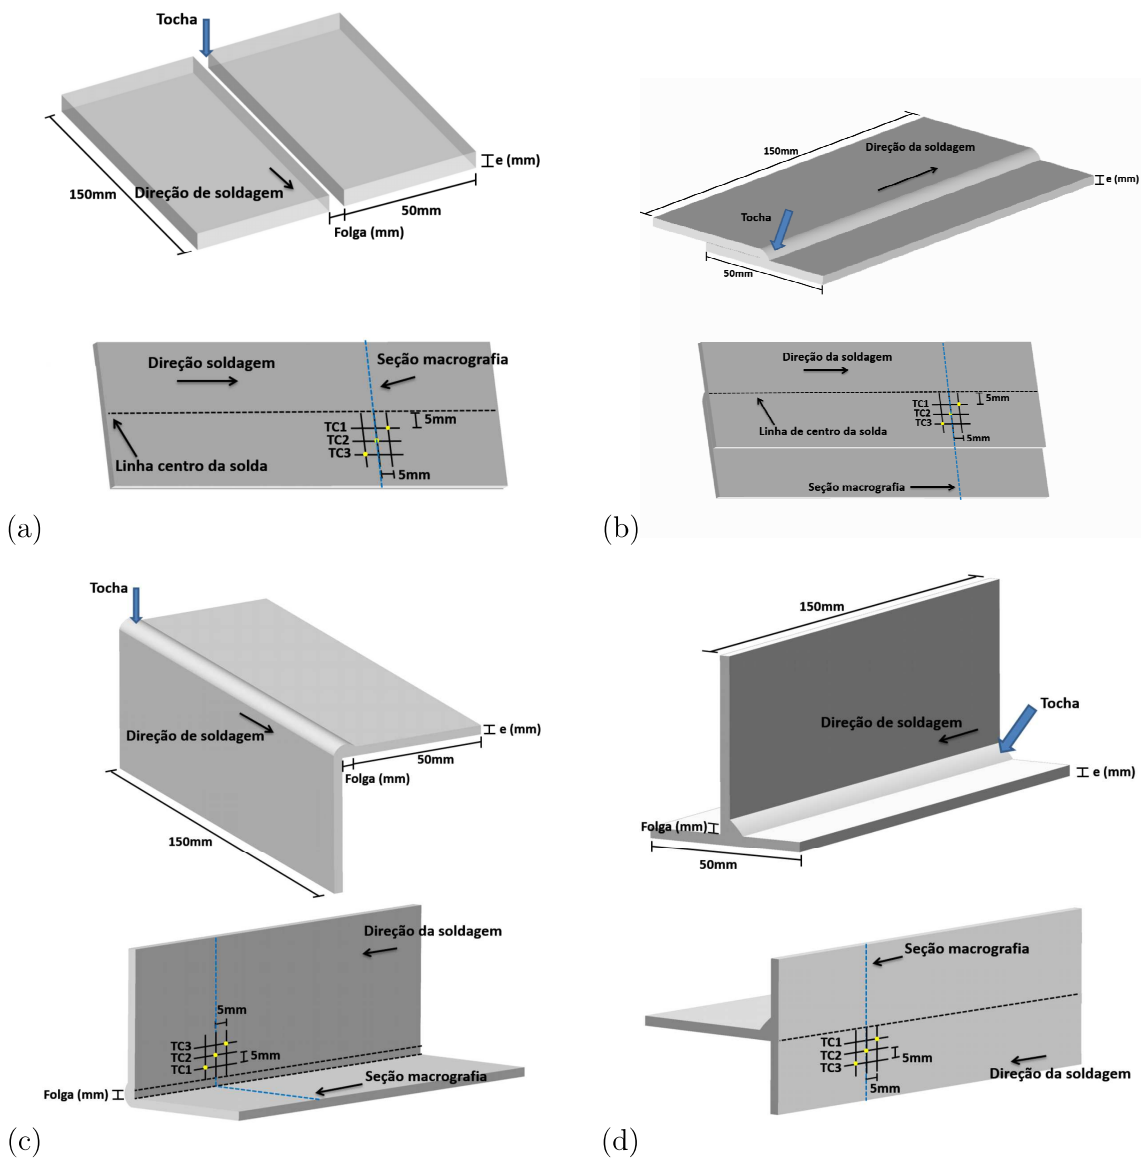 Tocha
e (mm)
Direção de soldagem
150mm
50mm
Folga (mm)
Direção soldagem
Seção macrografia
TC1
5mm
TC2
TC3
Linha centro da solda
5mm
(a)
150mm
Direção da soldagem
e (mm)
Tocha
50mm
Direção da soldagem
TC1
5mm
TC2
TC3
Linha de centro da solda
5mm
Seção macrografia
(b)
Tocha
Direção de soldagem
e (mm)
50mm
Folga (mm)
150mm
Direção da soldagem
5mm
TC3
TC2
5mm
TC1
Seção macrografia
Folga (mm)
(c)
150mm
Tocha
Direção de soldagem
e (mm)
Folga (mm)
50mm
Seção macrografia
TC1
TC2
5mm
TC3
Direção da soldagem
5mm
(d)